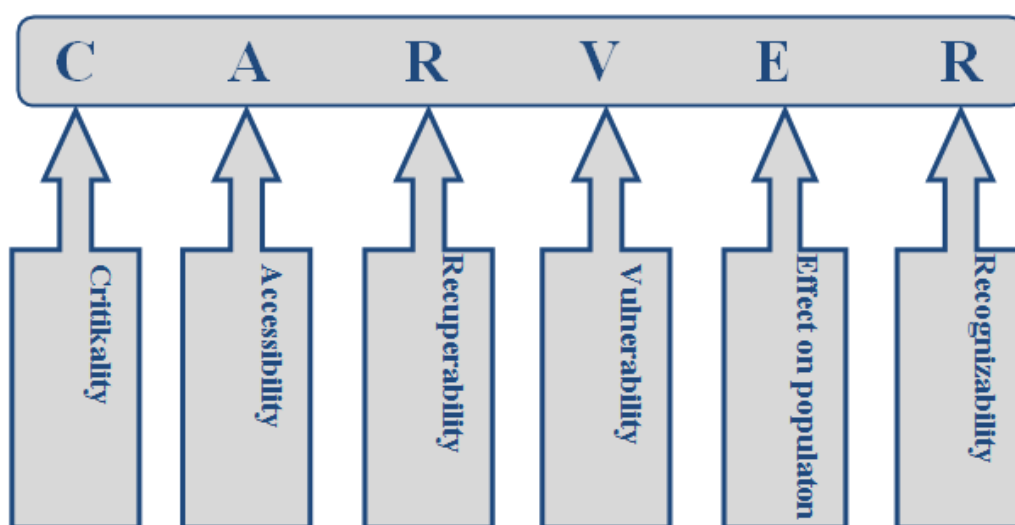 C A R V E R
Critikality
Accessibility
Recuperability
Vulnerability
Effect on populaton
Recognizability